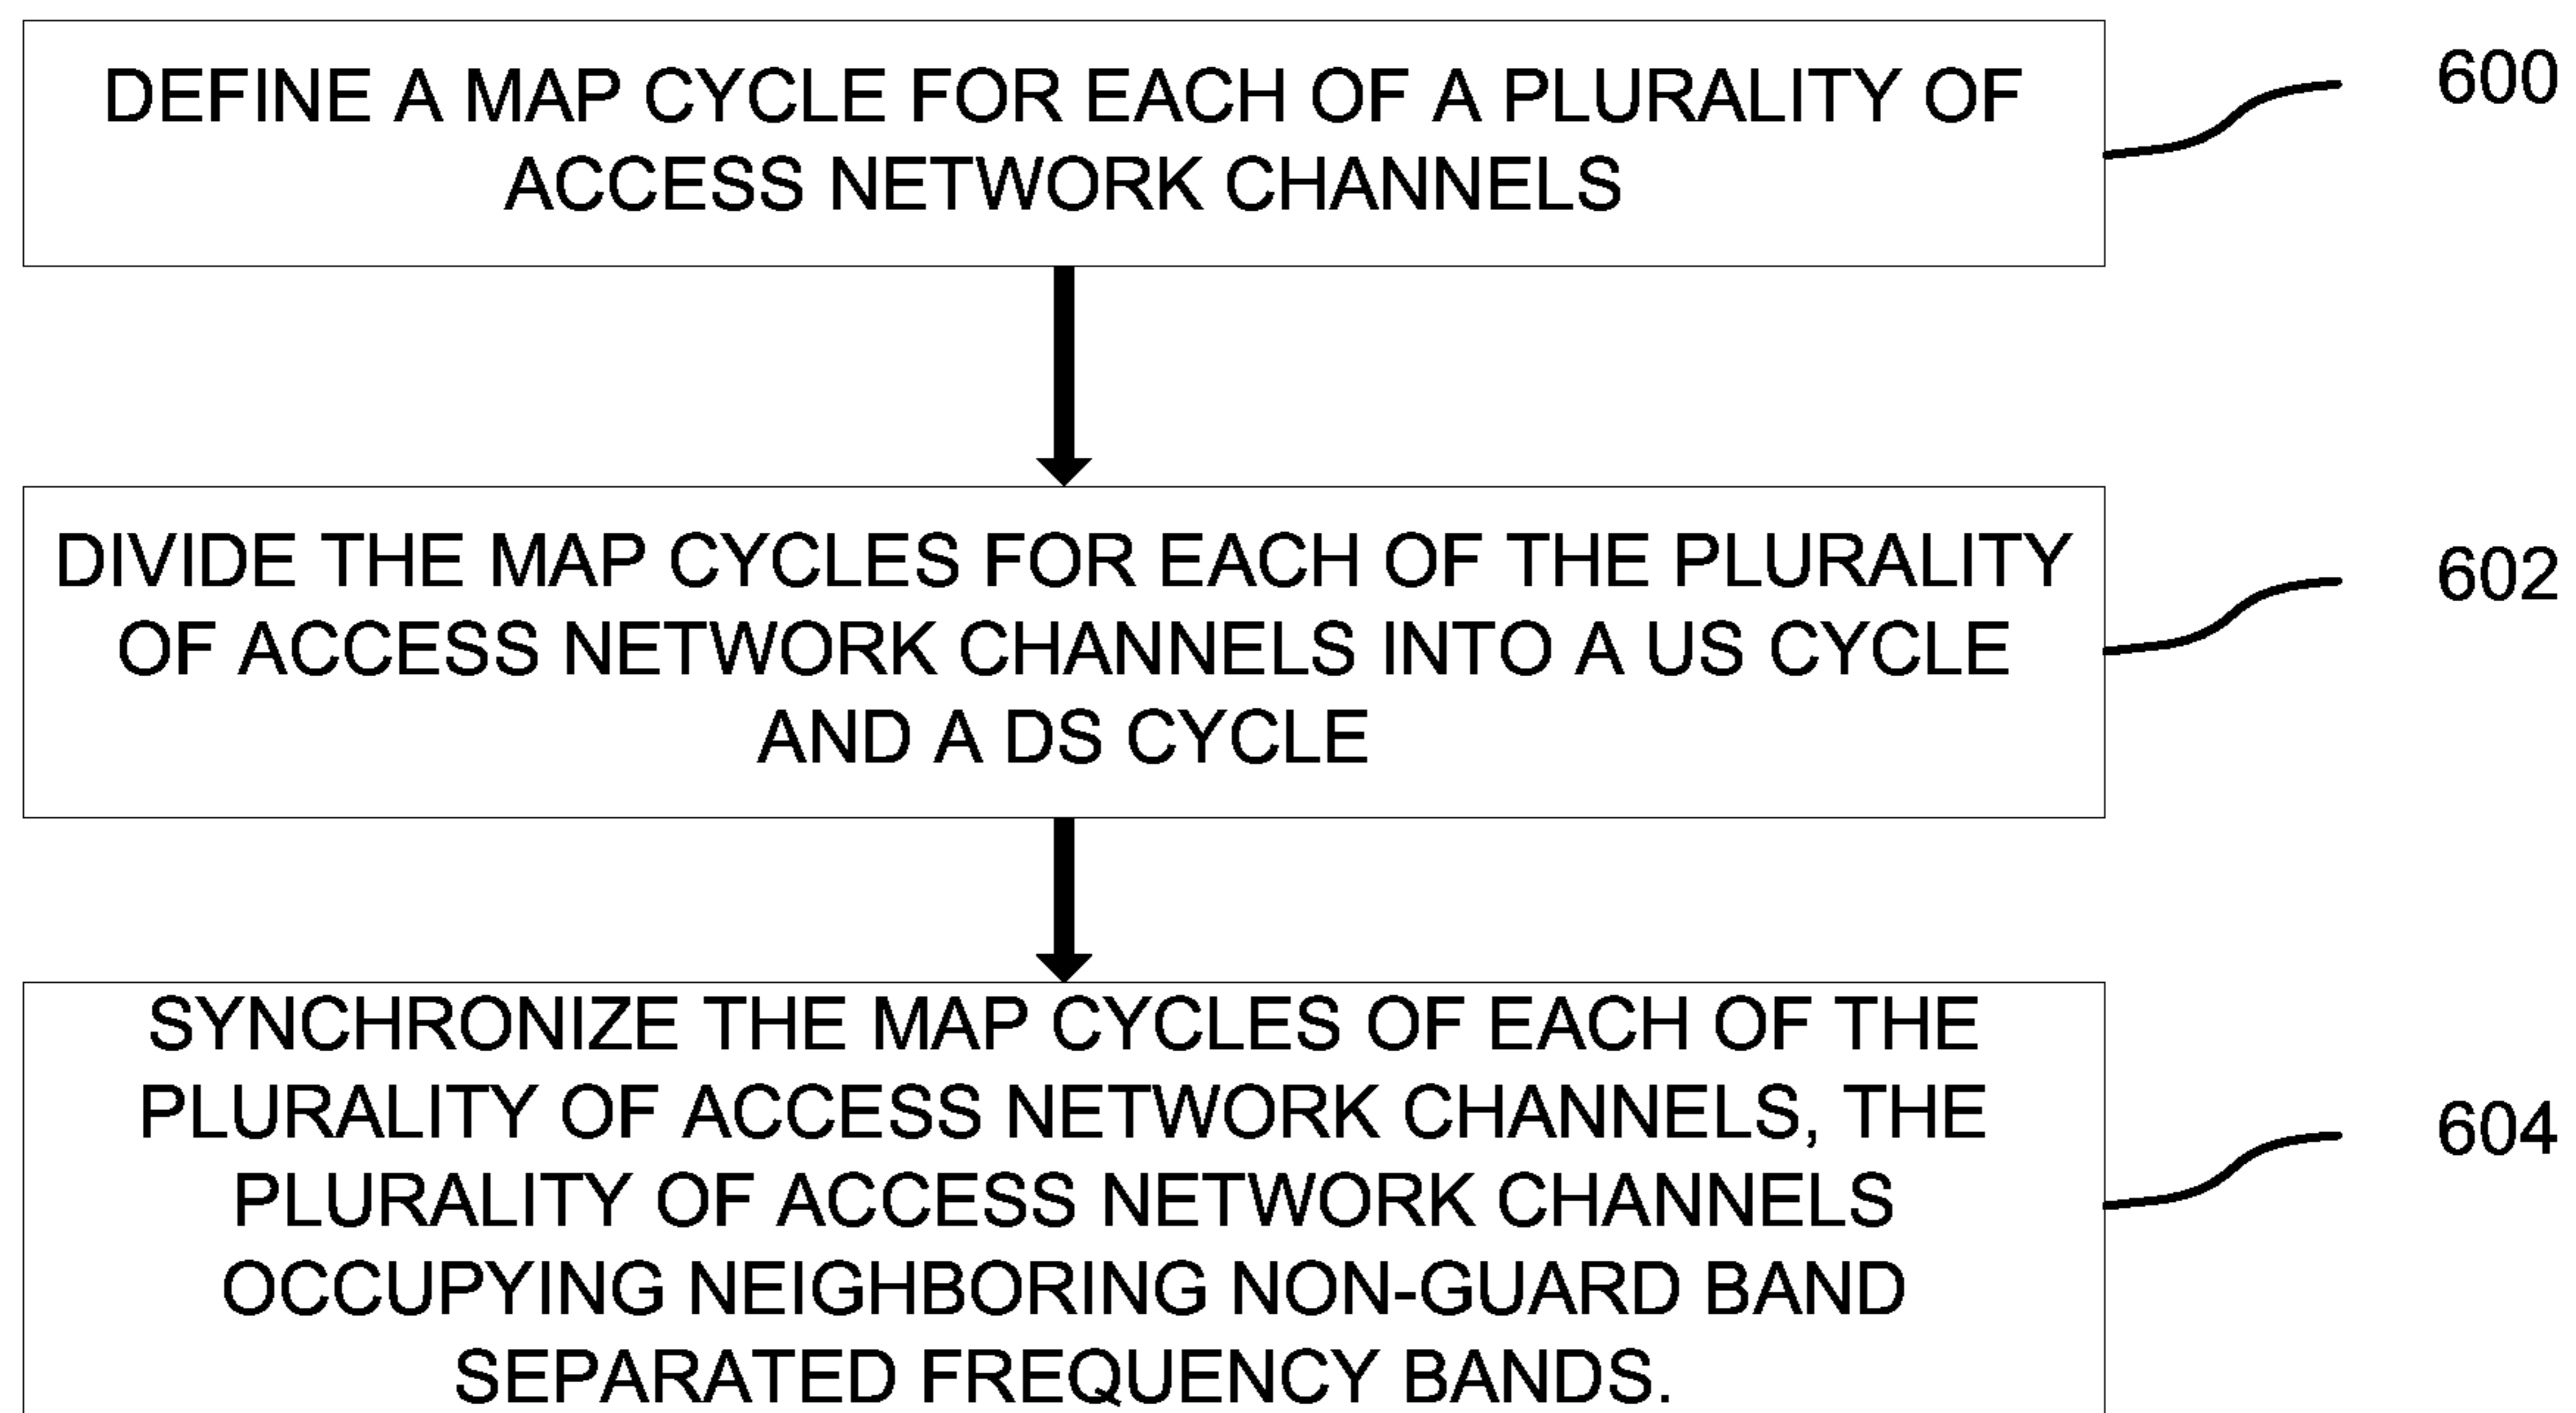 DEFINE A MAP CYCLE FOR EACH OF A PLURALITY OF
ACCESS NETWORK CHANNELS
600
DIVIDE THE MAP CYCLES FOR EACH OF THE PLURALITY
OF ACCESS NETWORK CHANNELS INTO A US CYCLE
AND A DS CYCLE
602
SYNCHRONIZE THE MAP CYCLES OF EACH OF THE
PLURALITY OF ACCESS NETWORK CHANNELS, THE
PLURALITY OF ACCESS NETWORK CHANNELS
OCCUPYING NEIGHBORING NON-GUARD BAND
SEPARATED FREQUENCY BANDS.
604